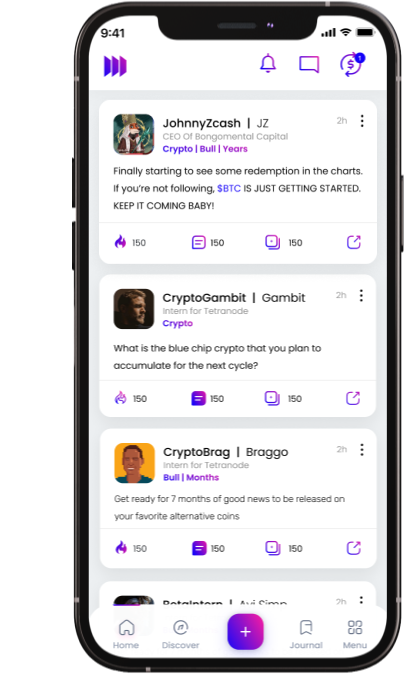 9:41
1
JohnnyZcash | JZ
2h
CEO Of Bongomental Capital
Crypto | Bull | Years
Finally starting to see some redemption in the charts.
If you're not following, $BTC IS JUST GETTING STARTED.
KEEP IT COMING BABY!
150 150 150
CryptoGambit | Gambit
2h
Intern for Tetranode
Crypto
What is the blue chip crypto that you plan to
accumulate for the next cycle?
150 150 150
CryptoBrag | Braggo
2h
Intern for Tetranode
Bull | Months
Get ready for 7 months of good news to be released on
your favorite alternative coins
150 150 150
2h
Home Discover Journal Menu